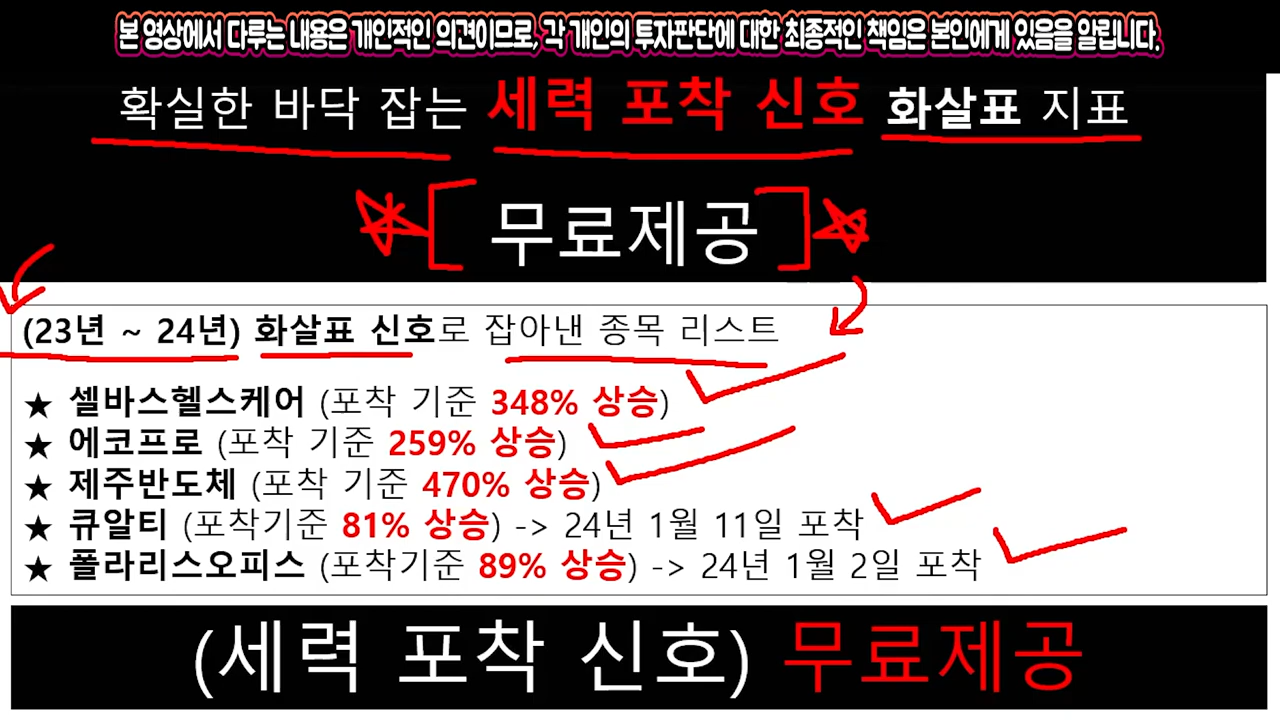 본 영상에서 다루는 내용은 개인적인 의견이므로, 각 개인의 투자판단에 대한 최종적인 책임은 본인에게 있음을 알립니다.
확실한 바닥 잡는 세력 포착 신호 화살표 지표
무료제공
(23년 ~ 24년) 화살표 신호로 잡아낸 종목 리스트
★ 셀바스헬스케어 (포착 기준 348% 상승)
★ 에코프로 (포착 기준 259% 상승)
★ 제주반도체 (포착 기준 470% 상승)
★ 큐알티 (포착기준 81% 상승) -> 24년 1월 11일 포착
★ 폴라리스오피스 (포착기준 89% 상승) -> 24년 1월 2일 포착
(세력 포착 신호) 무료제공